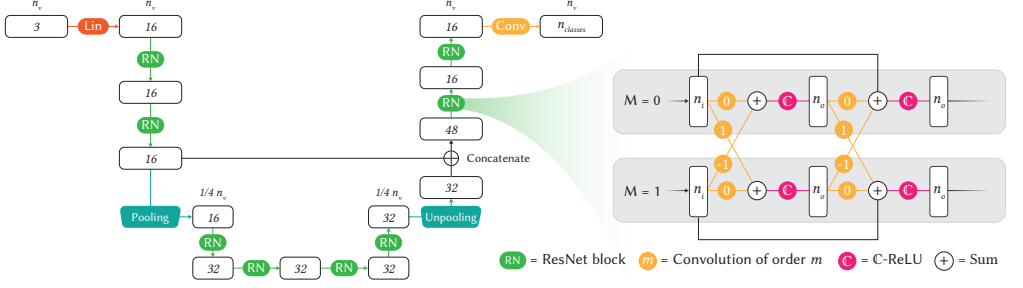 n_v
3
Lin
n_v
16
RN
16
RN
16
Pooling
1/4 n_v
16
RN
32
RN
32
RN
32
RN
1/4 n_v
32
Unpooling
32
Concatenate
48
RN
16
RN
n_v
16
Conv
n_v
n_classes
M = 0
n_i
0
+
ℂ
n_o
0
+
ℂ
n_o
1
1
-1
-1
M = 1
n_i
0
+
ℂ
n_o
0
+
ℂ
n_o
RN = ResNet block
m = Convolution of order m
ℂ = ℂ-ReLU
+ = Sum